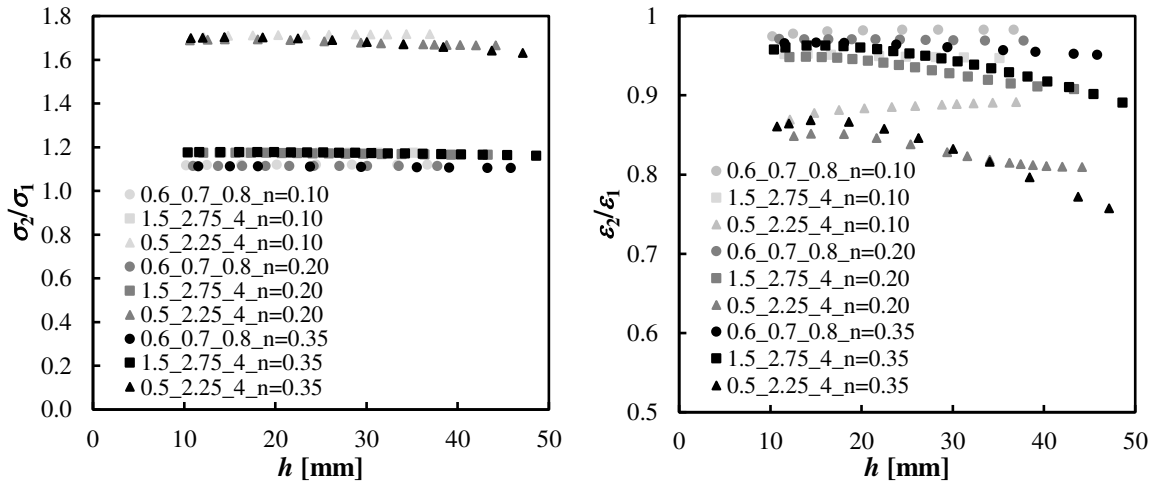 1.8
1.6
1.4
1.2
1.0
0.8
0.6
0.4
0.2
0.0
σ2/σ1
0.6_0.7_0.8_n=0.10
1.5_2.75_4_n=0.10
0.5_2.25_4_n=0.10
0.6_0.7_0.8_n=0.20
1.5_2.75_4_n=0.20
0.5_2.25_4_n=0.20
0.6_0.7_0.8_n=0.35
1.5_2.75_4_n=0.35
0.5_2.25_4_n=0.35
0 10 20 30 40 50
h [mm]
1
0.9
0.8
0.7
0.6
0.5
ε2/ε1
0.6_0.7_0.8_n=0.10
1.5_2.75_4_n=0.10
0.5_2.25_4_n=0.10
0.6_0.7_0.8_n=0.20
1.5_2.75_4_n=0.20
0.5_2.25_4_n=0.20
0.6_0.7_0.8_n=0.35
1.5_2.75_4_n=0.35
0.5_2.25_4_n=0.35
0 10 20 30 40 50
h [mm]